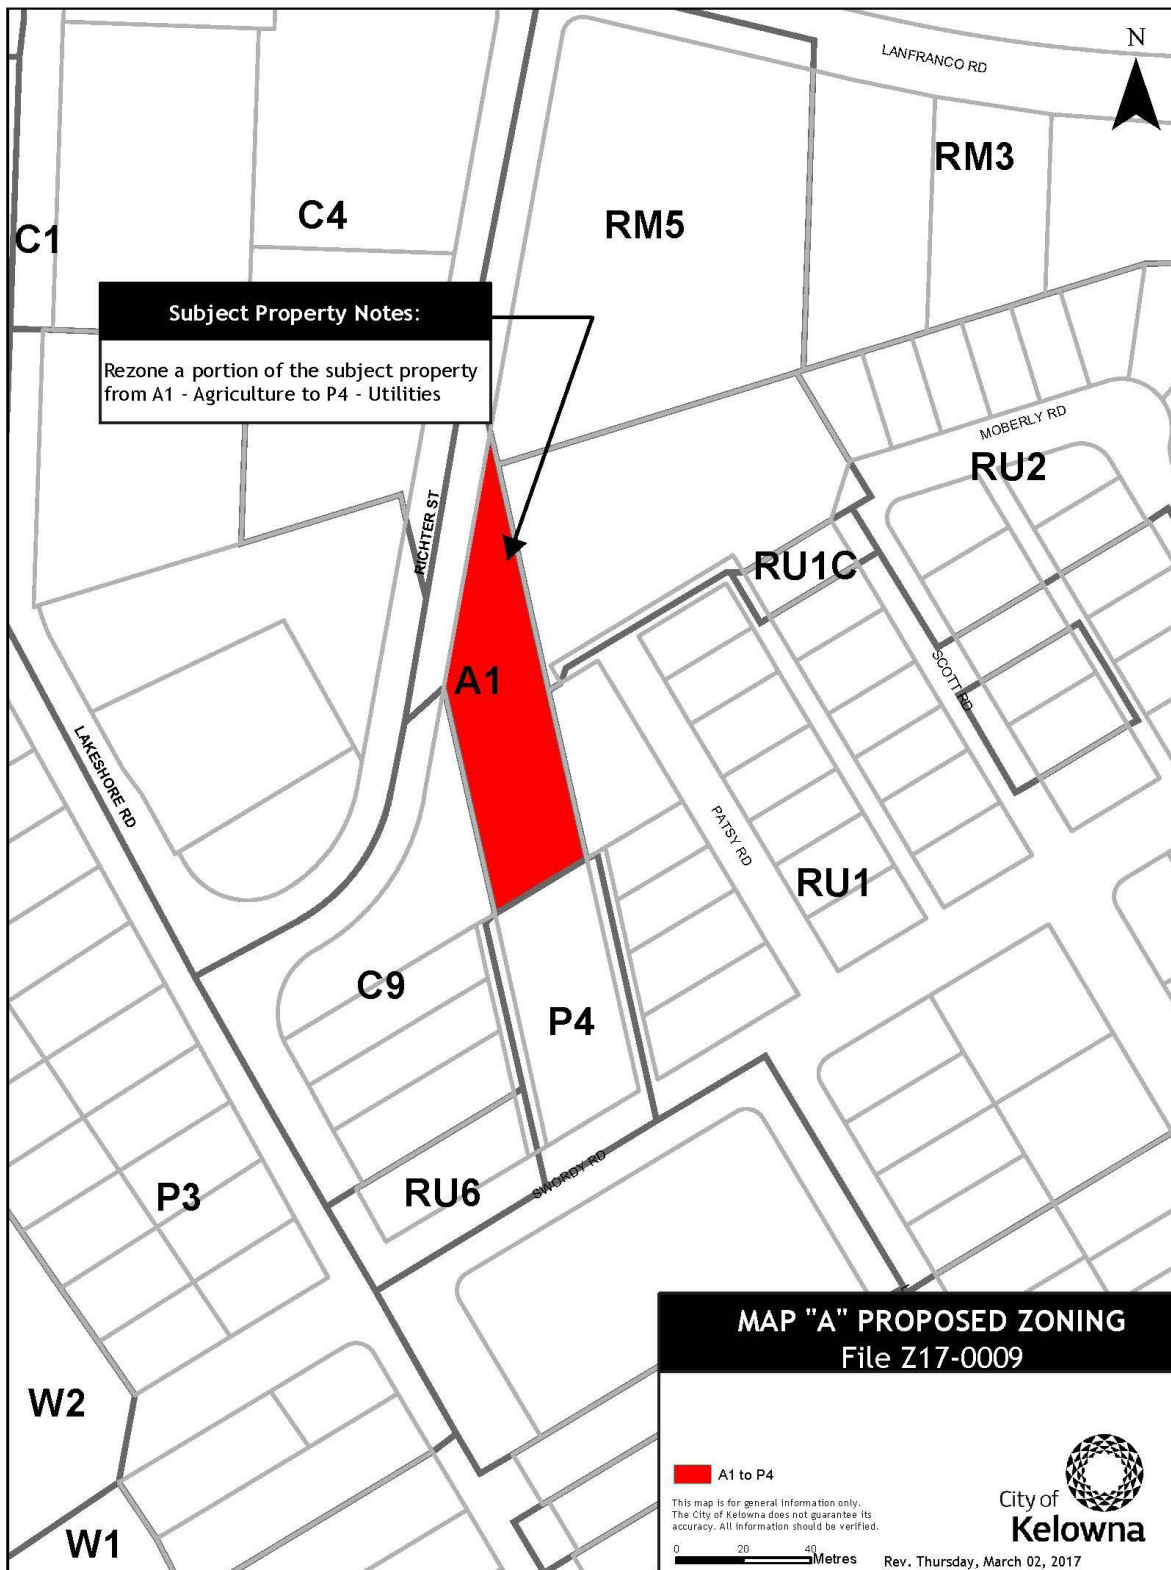 N
LANFRANCO RD
RM3
C4
RM5
C1
Subject Property Notes:
Rezone a portion of the subject property
from A1 - Agriculture to P4 - Utilities
MOBERLY RD
RU2
RICHTER ST
RU1C
A1
SCOTT RD
LAKESHORE RD
PATSY RD
RU1
C9
P4
SWORDY RD
RU6
P3
MAP "A" PROPOSED ZONING
File Z17-0009
W2
A1 to P4
This map is for general information only.
The City of Kelowna does not guarantee its
accuracy. All information should be verified.
City of
Kelowna
W1
0 20 40
Metres
Rev. Thursday, March 02, 2017